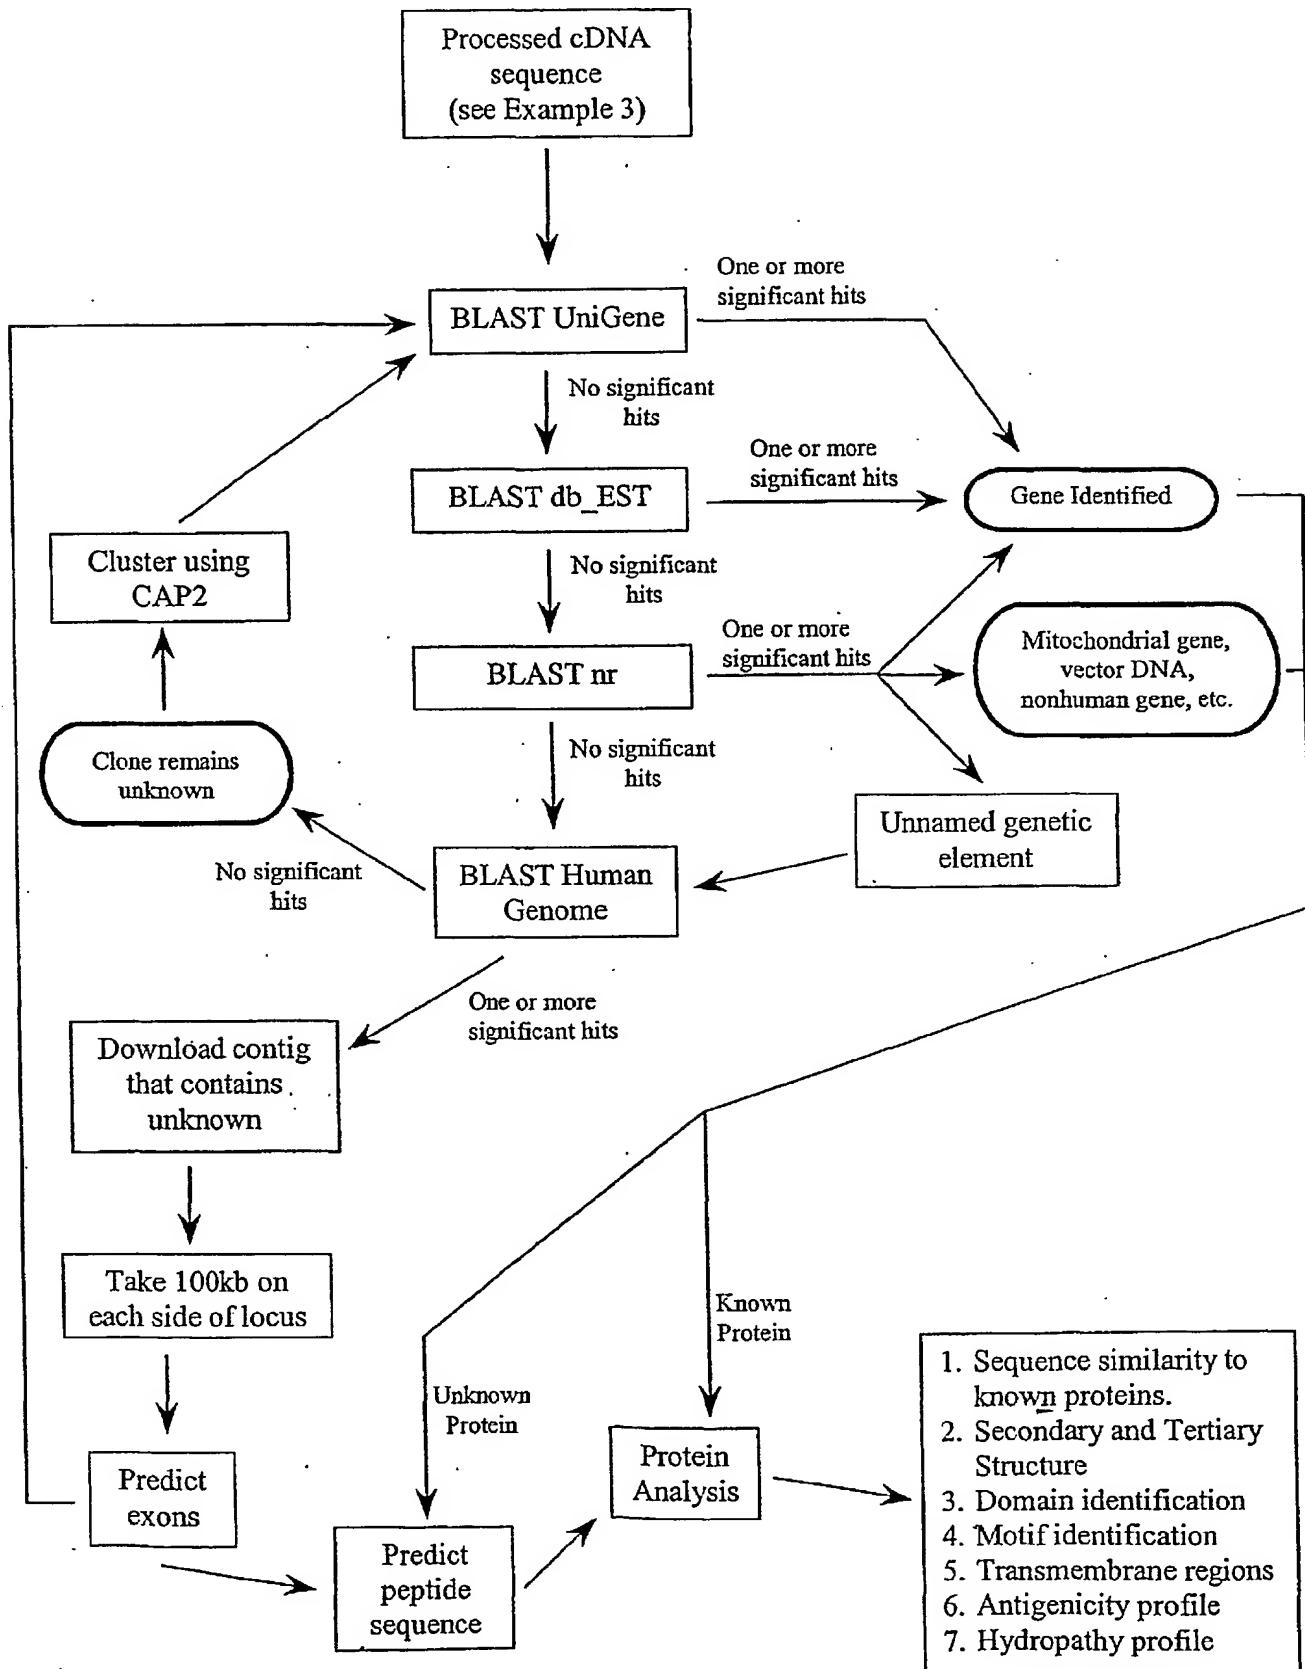 Processed cDNA
sequence
(see Example 3)
One or more
significant hits
BLAST UniGene
No significant
hits
One or more
significant hits
BLAST db_EST
Gene Identified
Cluster using
CAP2
No significant
hits
One or more
significant hits
BLAST nr
Mitochondrial gene,
vector DNA,
nonhuman gene, etc.
Clone remains
unknown
No significant
hits
Unnamed genetic
element
No significant
hits
BLAST Human
Genome
One or more
significant hits
Download contig
that contains
unknown
Take 100kb on
each side of locus
Known
Protein
Unknown
Protein
Predict
exons
Protein
Analysis
Predict
peptide
sequence
1. Sequence similarity to
known proteins.
2. Secondary and Tertiary
Structure
3. Domain identification
4. Motif identification
5. Transmembrane regions
6. Antigenicity profile
7. Hydropathy profile